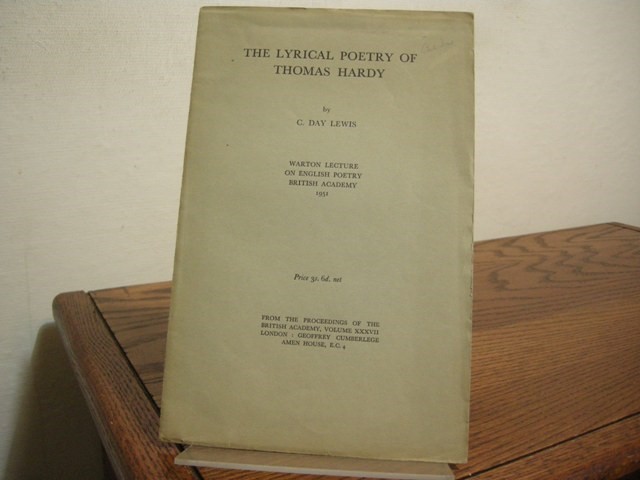 THE LYRICAL POETRY OF
THOMAS HARDY
by
C. DAY LEWIS
WARTON LECTURE
ON ENGLISH POETRY
BRITISH ACADEMY
1951
Price 3s. 6d. net
FROM THE PROCEEDINGS OF THE
BRITISH ACADEMY, VOLUME XXXVII
LONDON : GEOFFREY CUMBERLEGE
AMEN HOUSE, E.C.4